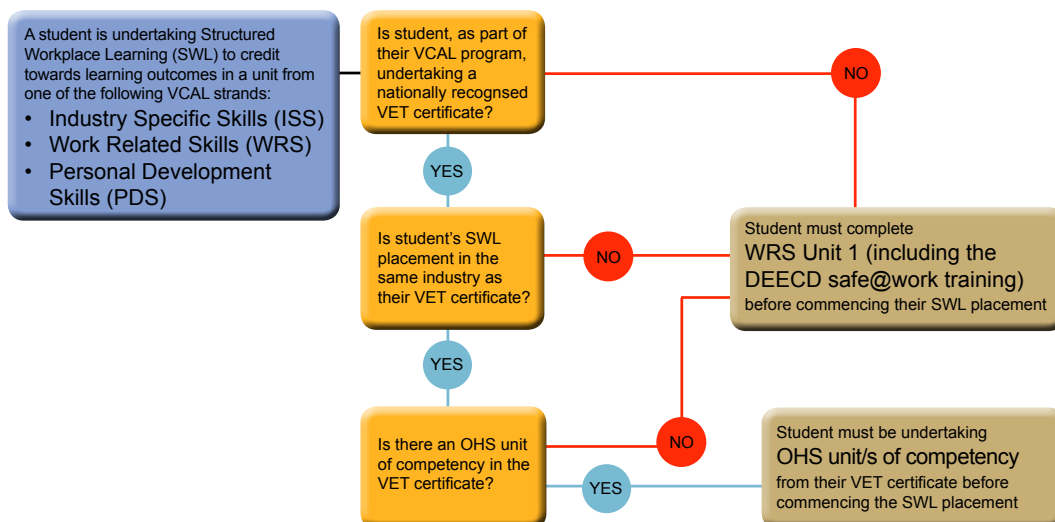 A student is undertaking Structured
Workplace Learning (SWL) to credit
towards learning outcomes in a unit from
one of the following VCAL strands:
• Industry Specific Skills (ISS)
• Work Related Skills (WRS)
• Personal Development
Skills (PDS)
Is student, as part of
their VCAL program,
undertaking a
nationally recognsed
VET certificate?
NO
YES
Is student's SWL
placement in the
same industry as
their VET certificate?
NO
Student must complete
WRS Unit 1 (including the
DEECD safe@work training)
before commencing their SWL placement
YES
Is there an OHS unit
of competency in the
VET certificate?
NO
YES
Student must be undertaking
OHS unit/s of competency
from their VET certificate before
commencing the SWL placement